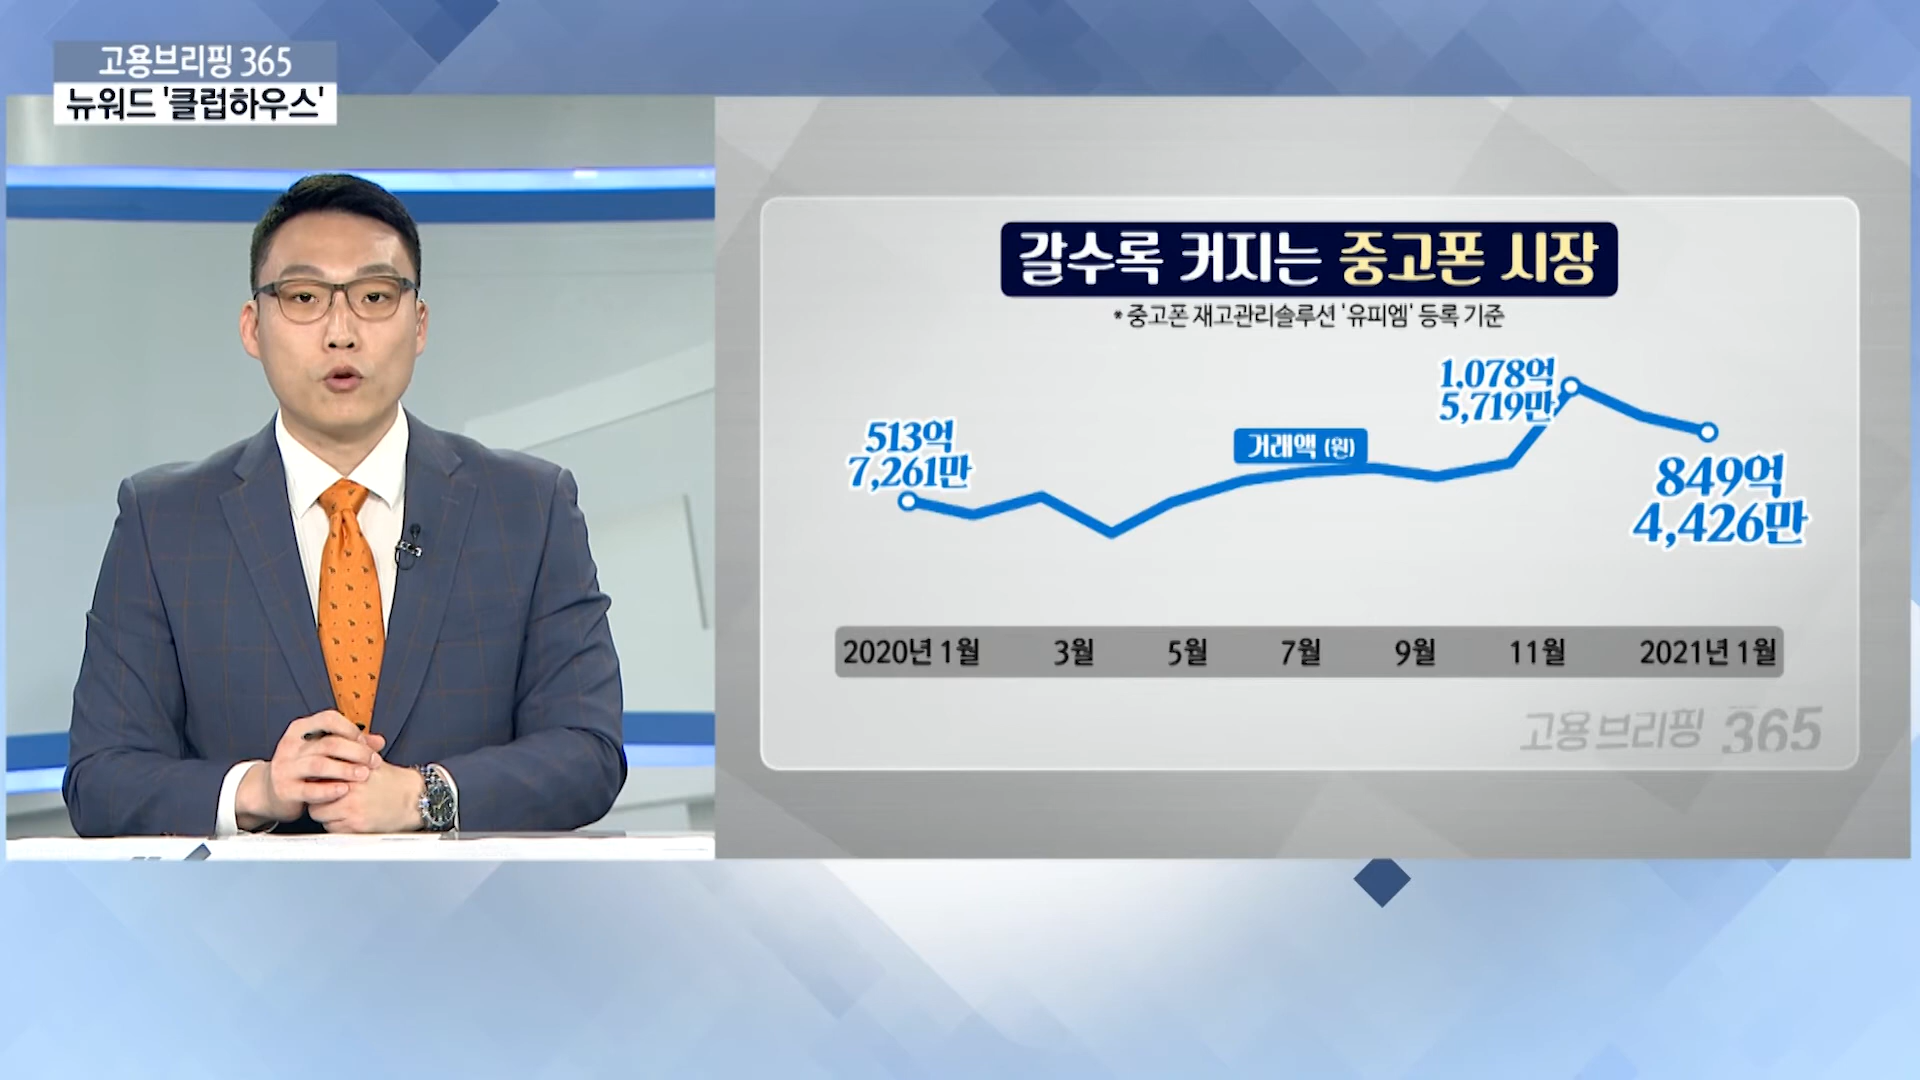 고용브리핑 365
뉴워드 '클럽하우스'
갈수록 커지는 중고폰 시장
* 중고폰 재고관리솔루션 '유피엠' 등록 기준
513억
7,261만
거래액 (원)
1,078억
5,719만
849억
4,426만
2020년 1월 3월 5월 7월 9월 11월 2021년 1월
고용브리핑 365